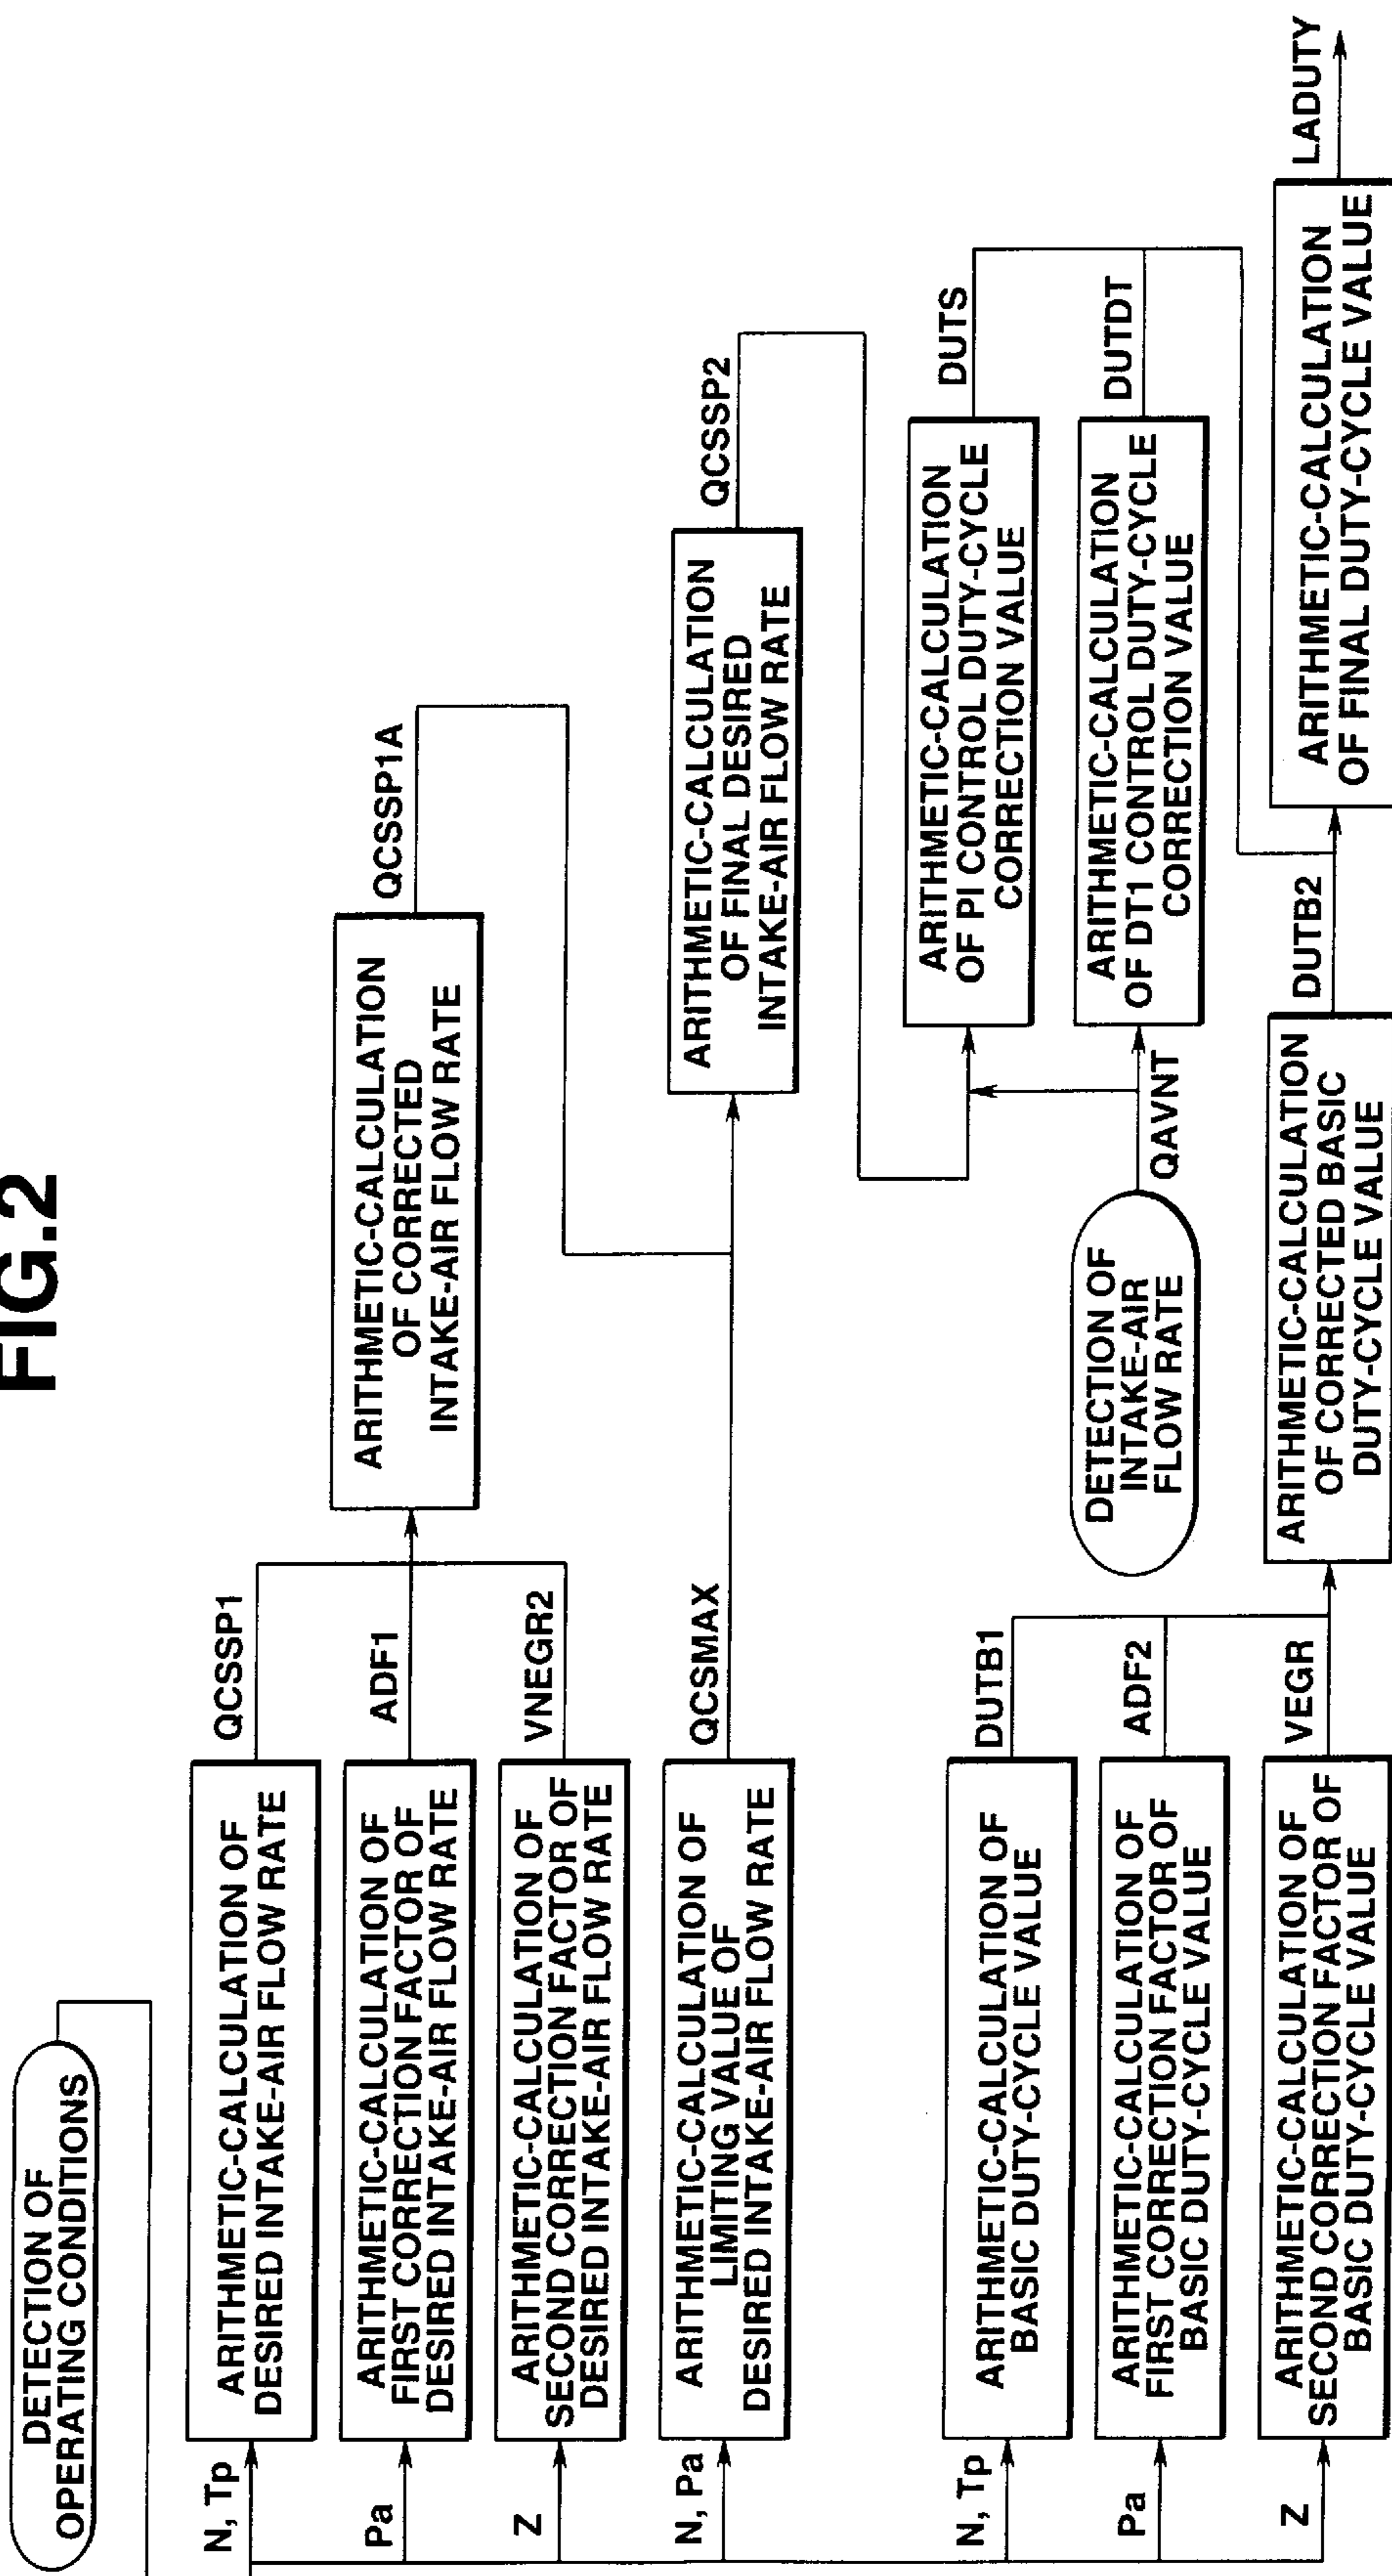 FIG.2
DETECTION OF
OPERATING CONDITIONS
N, Tp
ARITHMETIC-CALCULATION OF
DESIRED INTAKE-AIR FLOW RATE
QCSSP1
Pa
ARITHMETIC-CALCULATION OF
FIRST CORRECTION FACTOR OF
DESIRED INTAKE-AIR FLOW RATE
ADF1
Z
ARITHMETIC-CALCULATION OF
SECOND CORRECTION FACTOR OF
DESIRED INTAKE-AIR FLOW RATE
VNEGR2
ARITHMETIC-CALCULATION
OF CORRECTED
INTAKE-AIR FLOW RATE
QCSSP1A
N, Pa
ARITHMETIC-CALCULATION OF
LIMITING VALUE OF
DESIRED INTAKE-AIR FLOW RATE
QCSMAX
ARITHMETIC-CALCULATION
OF FINAL DESIRED
INTAKE-AIR FLOW RATE
QCSSP2
DETECTION OF
INTAKE-AIR
FLOW RATE
QAVNT
ARITHMETIC-CALCULATION
OF PI CONTROL DUTY-CYCLE
CORRECTION VALUE
DUTS
ARITHMETIC-CALCULATION
OF DT1 CONTROL DUTY-CYCLE
CORRECTION VALUE
DUTDT
N, Tp
ARITHMETIC-CALCULATION OF
BASIC DUTY-CYCLE VALUE
DUTB1
Pa
ARITHMETIC-CALCULATION OF
FIRST CORRECTION FACTOR OF
BASIC DUTY-CYCLE VALUE
ADF2
Z
ARITHMETIC-CALCULATION OF
SECOND CORRECTION FACTOR OF
BASIC DUTY-CYCLE VALUE
VEGR
ARITHMETIC-CALCULATION
OF CORRECTED BASIC
DUTY-CYCLE VALUE
DUTB2
ARITHMETIC-CALCULATION
OF FINAL DUTY-CYCLE VALUE
LADUTY